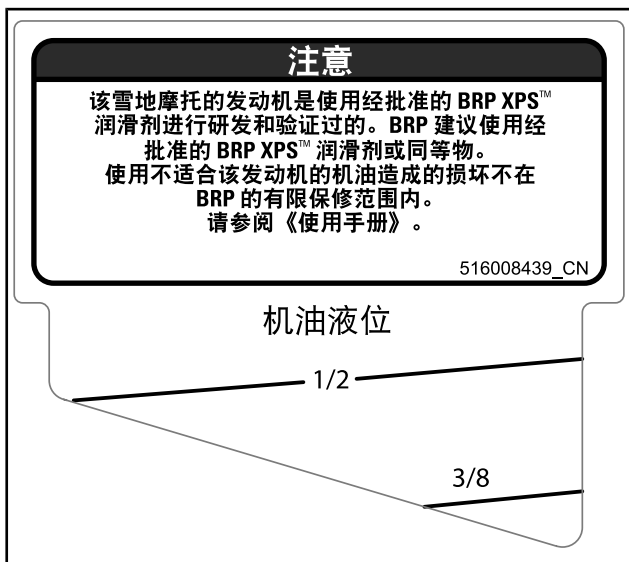 注意
该雪地摩托的发动机是使用经批准的 BRP XPS™
润滑剂进行研发和验证过的。BRP 建议使用经
批准的 BRP XPS™ 润滑剂或同等物。
使用不适合该发动机的机油造成的损坏不在
BRP 的有限保修范围内。
请参阅《使用手册》。
516008439_CN
机油液位
1/2
3/8